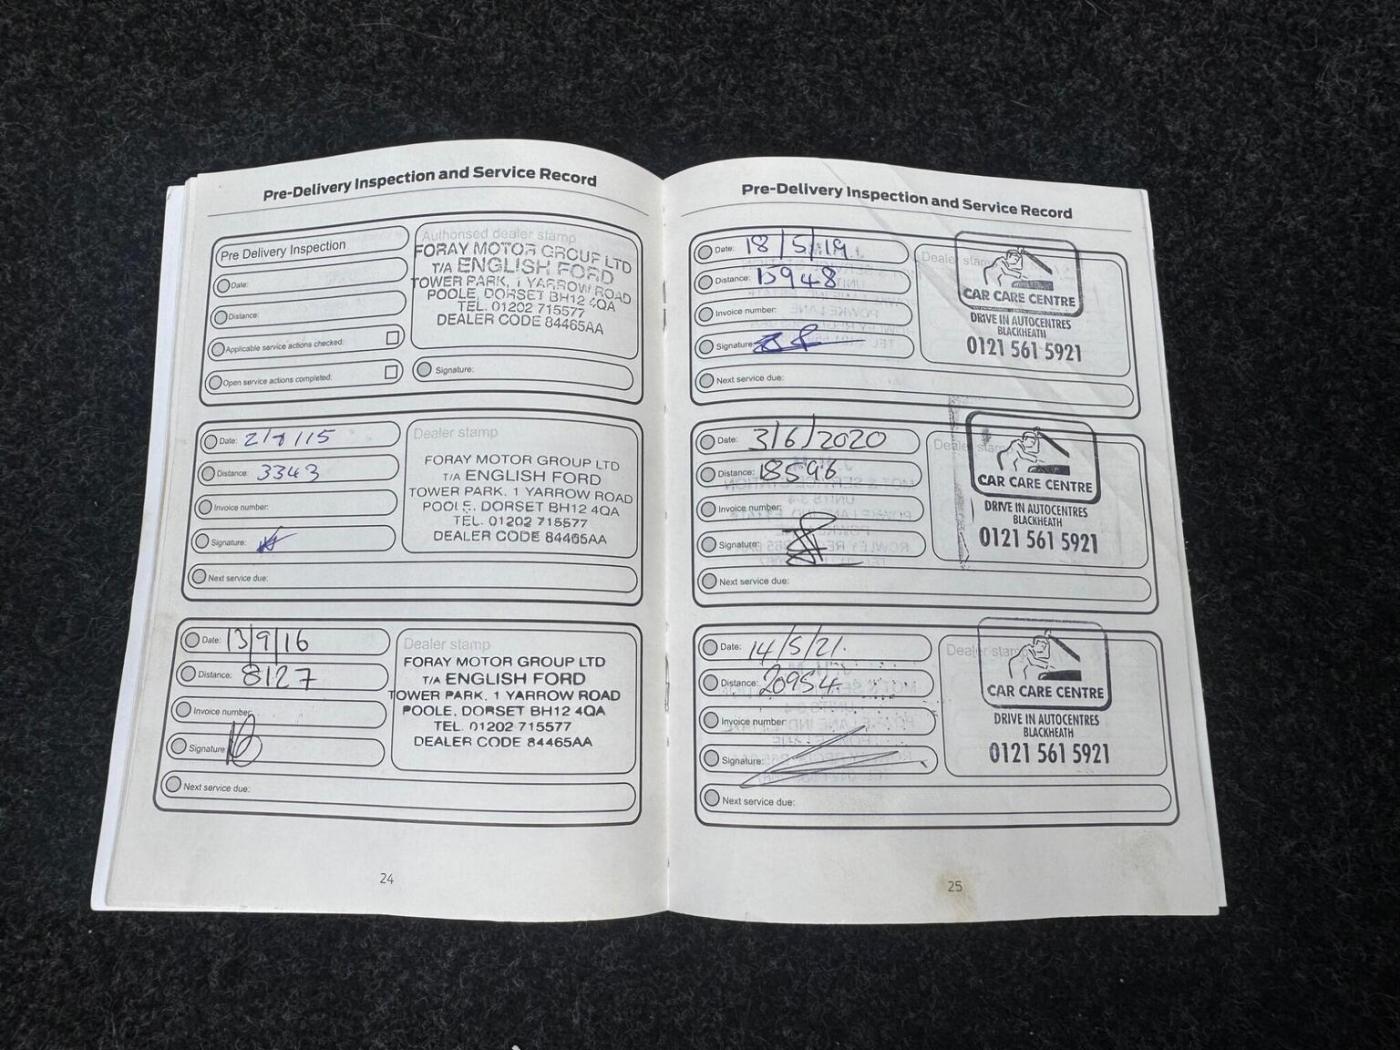 Pre-Delivery Inspection and Service Record
Pre Delivery Inspection
Date:
Distance:
Applicable service actions checked:
Open service actions completed:
Authorised dealer stamp
FORAY MOTOR GROUP LTD
T/A ENGLISH FORD
TOWER PARK, 1 YARROW ROAD
POOLE, DORSET BH12 4QA
TEL. 01202 715577
DEALER CODE 84465AA
Signature:
Date: 2/9/15
Distance: 3343
Invoice number:
Signature:
Next service due:
Dealer stamp
FORAY MOTOR GROUP LTD
T/A ENGLISH FORD
TOWER PARK, 1 YARROW ROAD
POOLE, DORSET BH12 4QA
TEL. 01202 715577
DEALER CODE 84465AA
Date: 13/9/16
Distance: 8127
Invoice number:
Signature:
Next service due:
Dealer stamp
FORAY MOTOR GROUP LTD
T/A ENGLISH FORD
TOWER PARK, 1 YARROW ROAD
POOLE, DORSET BH12 4QA
TEL. 01202 715577
DEALER CODE 84465AA
24
Pre-Delivery Inspection and Service Record
Date: 18/5/19
Distance: 15948
Invoice number:
Signature:
Next service due:
Dealer stamp
CAR CARE CENTRE
DRIVE IN AUTOCENTRES
BLACKHEATH
0121 561 5921
Date: 3/6/2020
Distance: 18596
Invoice number:
Signature:
Next service due:
Dealer stamp
CAR CARE CENTRE
DRIVE IN AUTOCENTRES
BLACKHEATH
0121 561 5921
Date: 14/5/21.
Distance: 20954.
Invoice number
Signature:
Next service due:
Dealer stamp
CAR CARE CENTRE
DRIVE IN AUTOCENTRES
BLACKHEATH
0121 561 5921
25